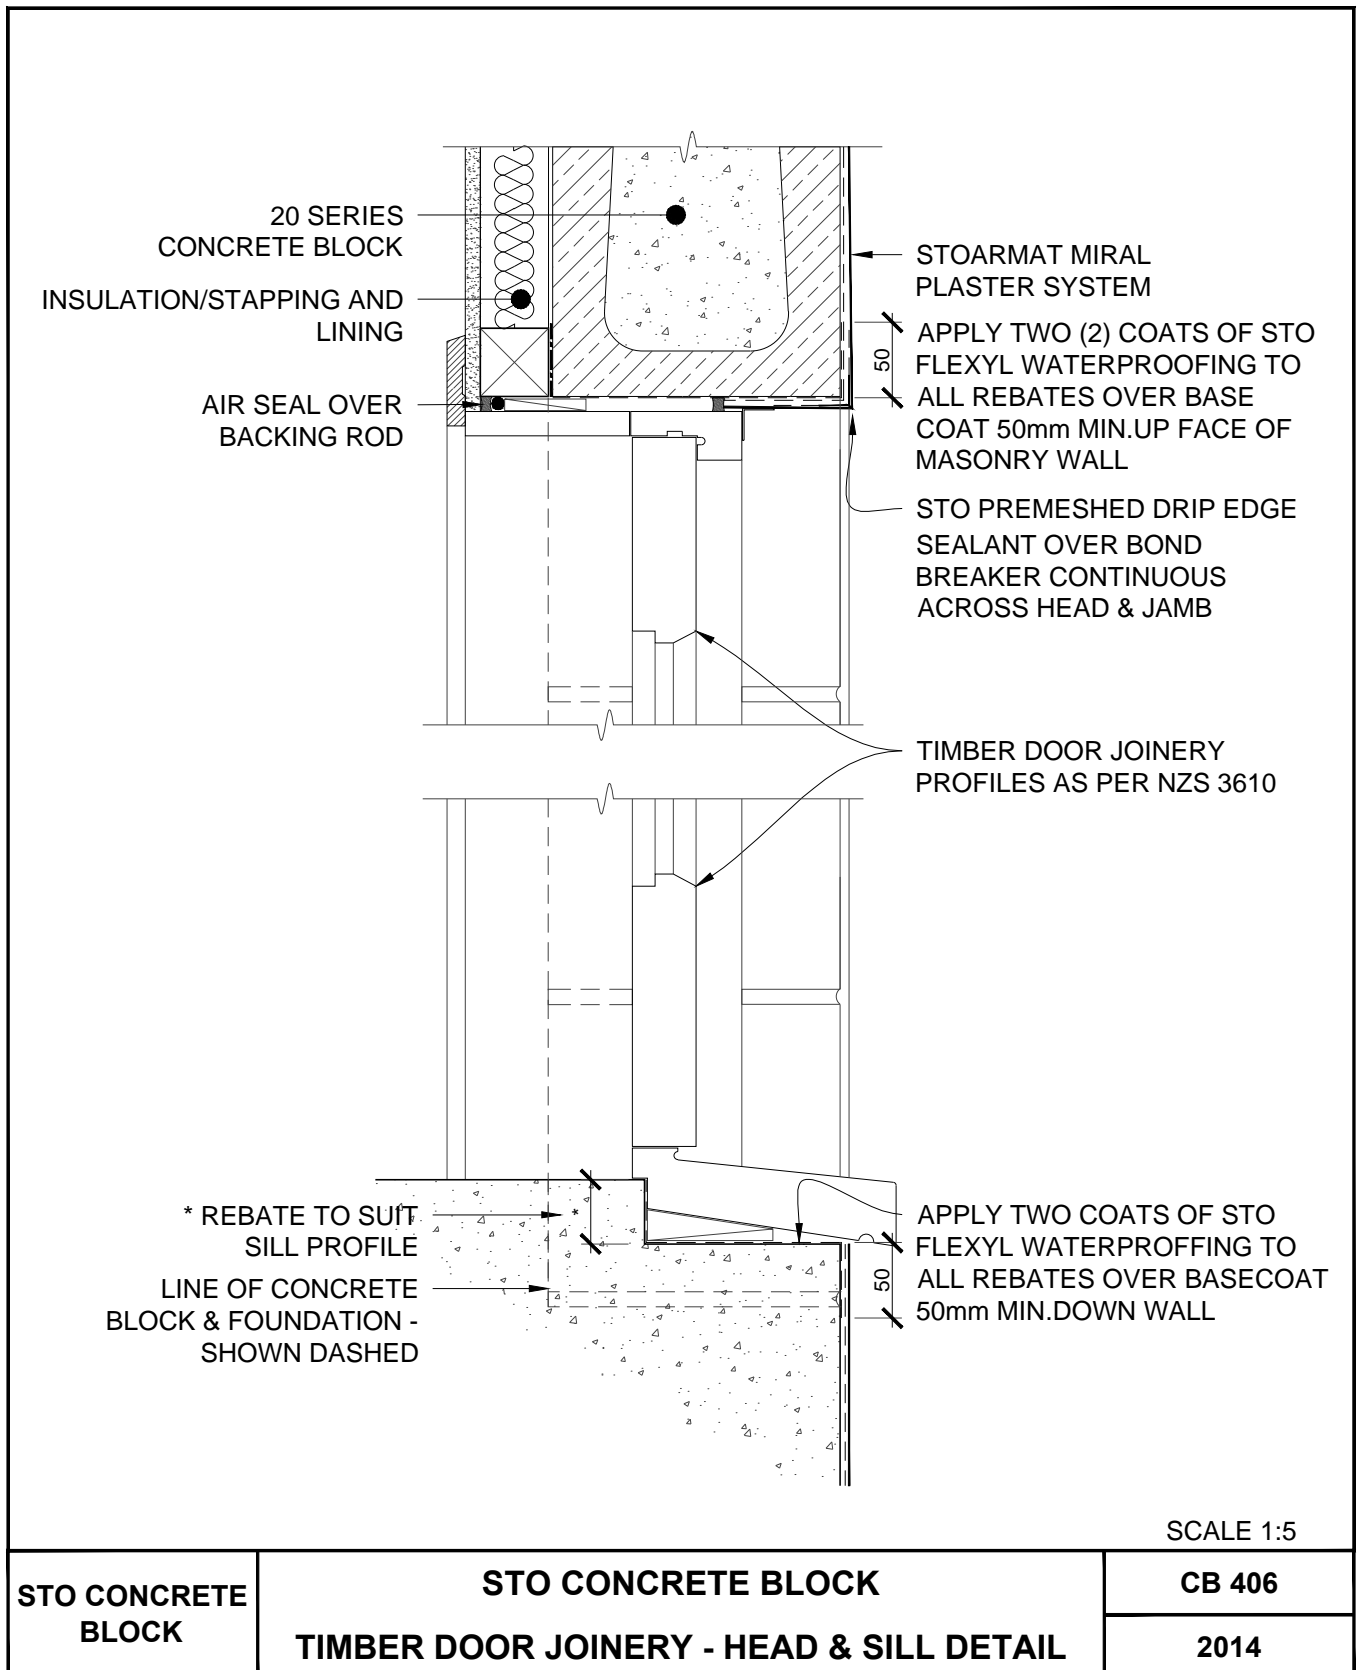 20 SERIES
CONCRETE BLOCK
INSULATION/STAPPING AND
LINING
AIR SEAL OVER
BACKING ROD
STOARMAT MIRAL
PLASTER SYSTEM
50
APPLY TWO (2) COATS OF STO
FLEXYL WATERPROOFING TO
ALL REBATES OVER BASE
COAT 50mm MIN.UP FACE OF
MASONRY WALL
STO PREMESHED DRIP EDGE
SEALANT OVER BOND
BREAKER CONTINUOUS
ACROSS HEAD & JAMB
TIMBER DOOR JOINERY
PROFILES AS PER NZS 3610
* REBATE TO SUIT
SILL PROFILE
*
LINE OF CONCRETE
BLOCK & FOUNDATION -
SHOWN DASHED
50
APPLY TWO COATS OF STO
FLEXYL WATERPROFFING TO
ALL REBATES OVER BASECOAT
50mm MIN.DOWN WALL
SCALE 1:5
STO CONCRETE
BLOCK
STO CONCRETE BLOCK
TIMBER DOOR JOINERY - HEAD & SILL DETAIL
CB 406
2014